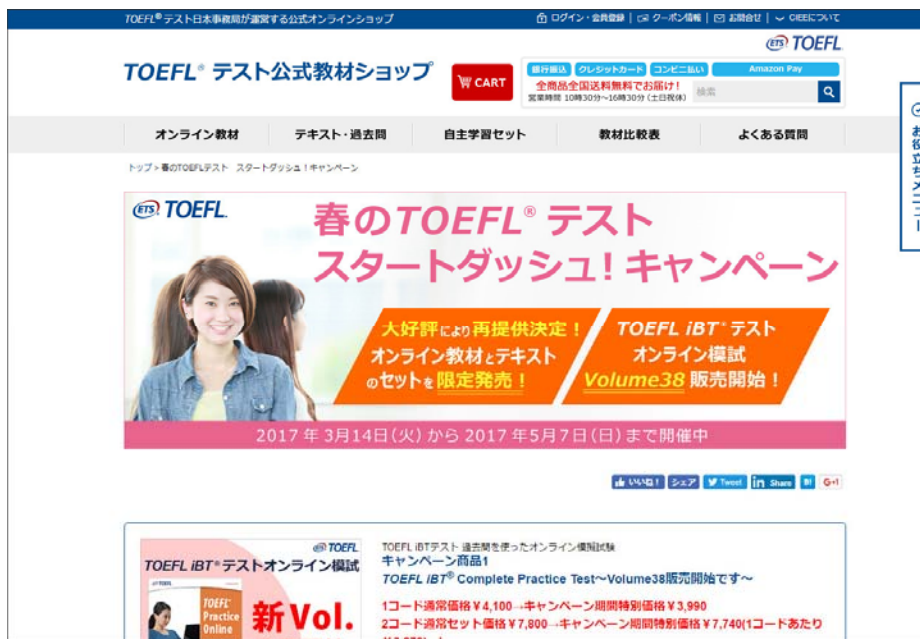 TOEFL® テスト日本事務局が運営する公式オンラインショップ
ログイン・会員登録 | クーポン情報 | お問合せ | CIEEについて
ETS TOEFL
TOEFL® テスト公式教材ショップ
CART
銀行振込 クレジットカード コンビニ払い Amazon Pay
全商品全国送料無料でお届け!
営業時間 10時30分~16時30分 (土日祝休)
検索
オンライン教材 テキスト・過去問 自主学習セット 教材比較表 よくある質問
お役立ちメニュー
トップ > 春のTOEFLテスト スタートダッシュ!キャンペーン
ETS TOEFL
春のTOEFL® テスト
スタートダッシュ! キャンペーン
大好評により再提供決定!
オンライン教材とテキスト
のセットを限定発売!
TOEFL iBT® テスト
オンライン模試
Volume38 販売開始!
2017 年 3月14日(火) から 2017 年5月7日(日) まで開催中
いいね! シェア Tweet in Share B! G+1
ETS TOEFL
TOEFL iBT®テストオンライン模試
TOEFL
Practice
Online
新Vol.
TOEFL iBTテスト 過去問を使ったオンライン模擬試験
キャンペーン商品1
TOEFL iBT® Complete Practice Test~Volume38販売開始です~
1コード通常価格¥4,100→キャンペーン期間特別価格¥3,990
2コード通常セット価格¥7,800→キャンペーン期間特別価格¥7,740(1コードあたり